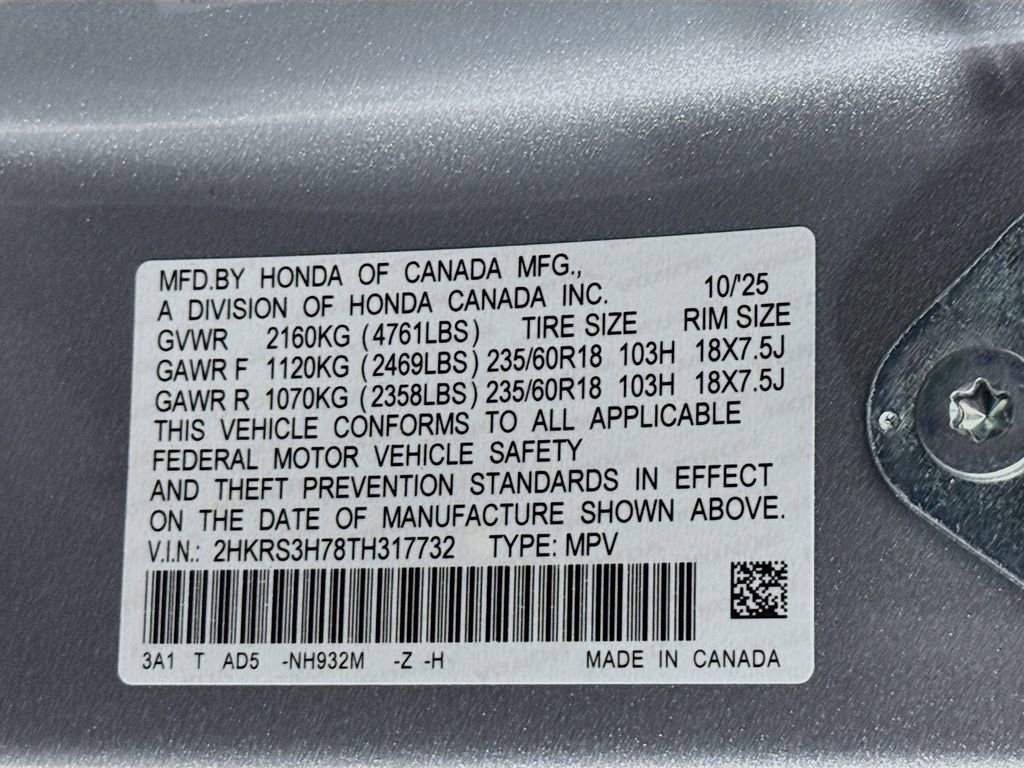 MFD.BY HONDA OF CANADA MFG.,
A DIVISION OF HONDA CANADA INC. 10/'25
GVWR 2160KG (4761LBS) TIRE SIZE RIM SIZE
GAWR F 1120KG (2469LBS) 235/60R18 103H 18X7.5J
GAWR R 1070KG (2358LBS) 235/60R18 103H 18X7.5J
THIS VEHICLE CONFORMS TO ALL APPLICABLE
FEDERAL MOTOR VEHICLE SAFETY
AND THEFT PREVENTION STANDARDS IN EFFECT
ON THE DATE OF MANUFACTURE SHOWN ABOVE.
V.I.N.: 2HKRS3H78TH317732 TYPE: MPV
3A1 T AD5 -NH932M -Z -H MADE IN CANADA